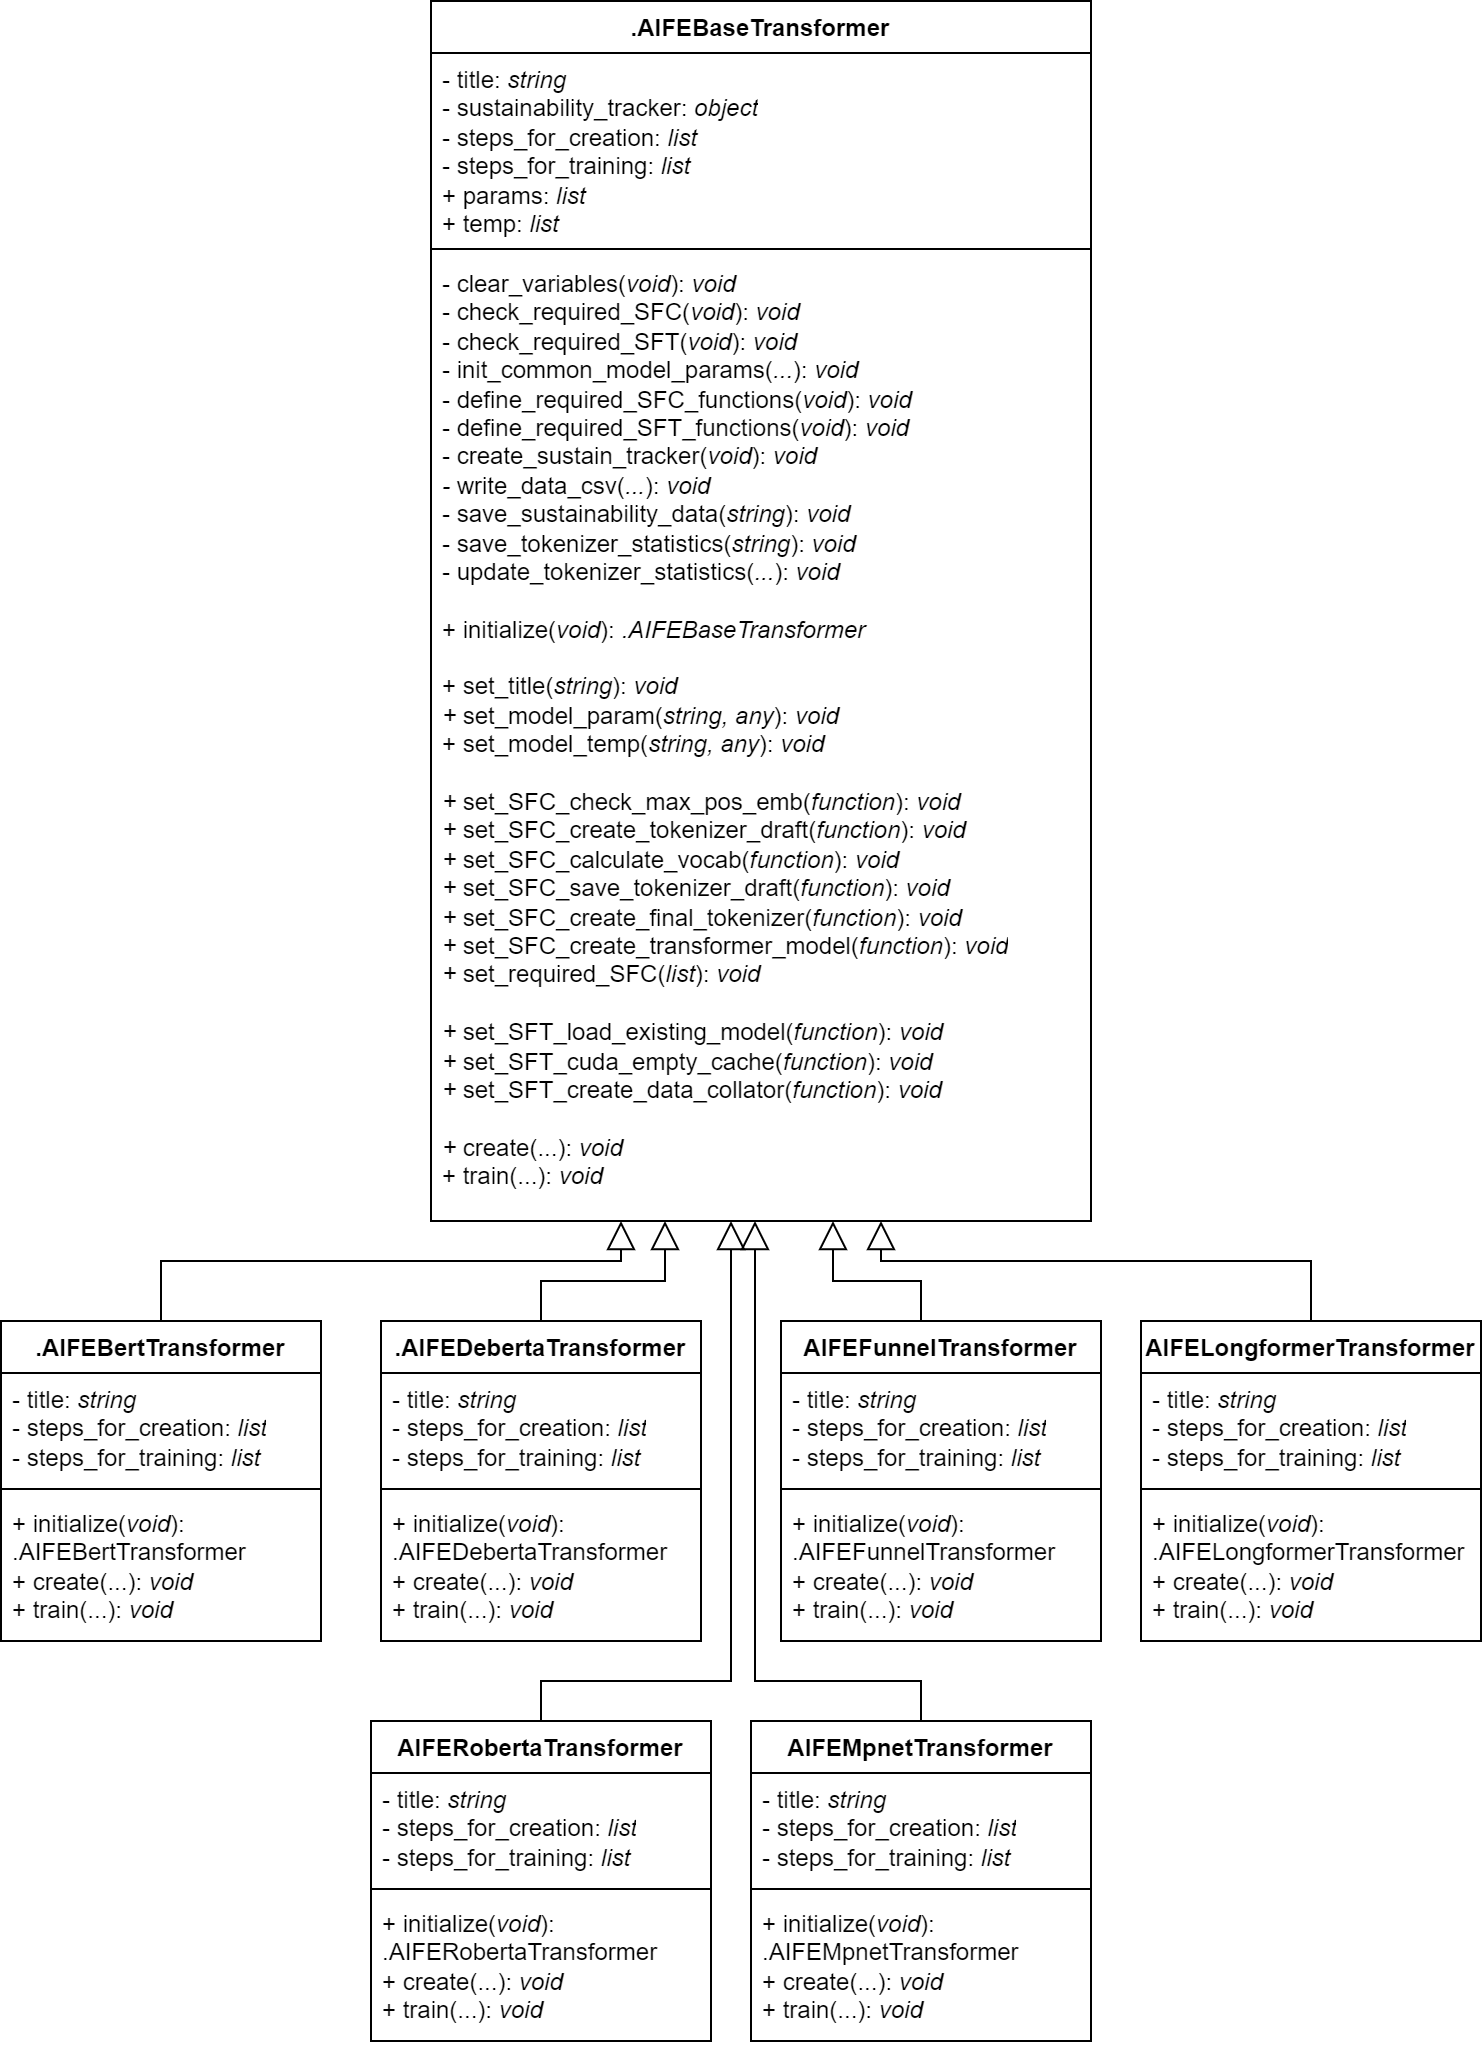 .AIFEBaseTransformer
- title: string
- sustainability_tracker: object
- steps_for_creation: list
- steps_for_training: list
+ params: list
+ temp: list
- clear_variables(void): void
- check_required_SFC(void): void
- check_required_SFT(void): void
- init_common_model_params(...): void
- define_required_SFC_functions(void): void
- define_required_SFT_functions(void): void
- create_sustain_tracker(void): void
- write_data_csv(...): void
- save_sustainability_data(string): void
- save_tokenizer_statistics(string): void
- update_tokenizer_statistics(...): void
+ initialize(void): .AIFEBaseTransformer
+ set_title(string): void
+ set_model_param(string, any): void
+ set_model_temp(string, any): void
+ set_SFC_check_max_pos_emb(function): void
+ set_SFC_create_tokenizer_draft(function): void
+ set_SFC_calculate_vocab(function): void
+ set_SFC_save_tokenizer_draft(function): void
+ set_SFC_create_final_tokenizer(function): void
+ set_SFC_create_transformer_model(function): void
+ set_required_SFC(list): void
+ set_SFT_load_existing_model(function): void
+ set_SFT_cuda_empty_cache(function): void
+ set_SFT_create_data_collator(function): void
+ create(...): void
+ train(...): void
.AIFEBertTransformer
- title: string
- steps_for_creation: list
- steps_for_training: list
+ initialize(void):
.AIFEBertTransformer
+ create(...): void
+ train(...): void
.AIFEDebertaTransformer
- title: string
- steps_for_creation: list
- steps_for_training: list
+ initialize(void):
.AIFEDebertaTransformer
+ create(...): void
+ train(...): void
AIFEFunnelTransformer
- title: string
- steps_for_creation: list
- steps_for_training: list
+ initialize(void):
.AIFEFunnelTransformer
+ create(...): void
+ train(...): void
AIFELongformerTransformer
- title: string
- steps_for_creation: list
- steps_for_training: list
+ initialize(void):
.AIFELongformerTransformer
+ create(...): void
+ train(...): void
AIFERobertaTransformer
- title: string
- steps_for_creation: list
- steps_for_training: list
+ initialize(void):
.AIFERobertaTransformer
+ create(...): void
+ train(...): void
AIFEMpnetTransformer
- title: string
- steps_for_creation: list
- steps_for_training: list
+ initialize(void):
.AIFEMpnetTransformer
+ create(...): void
+ train(...): void